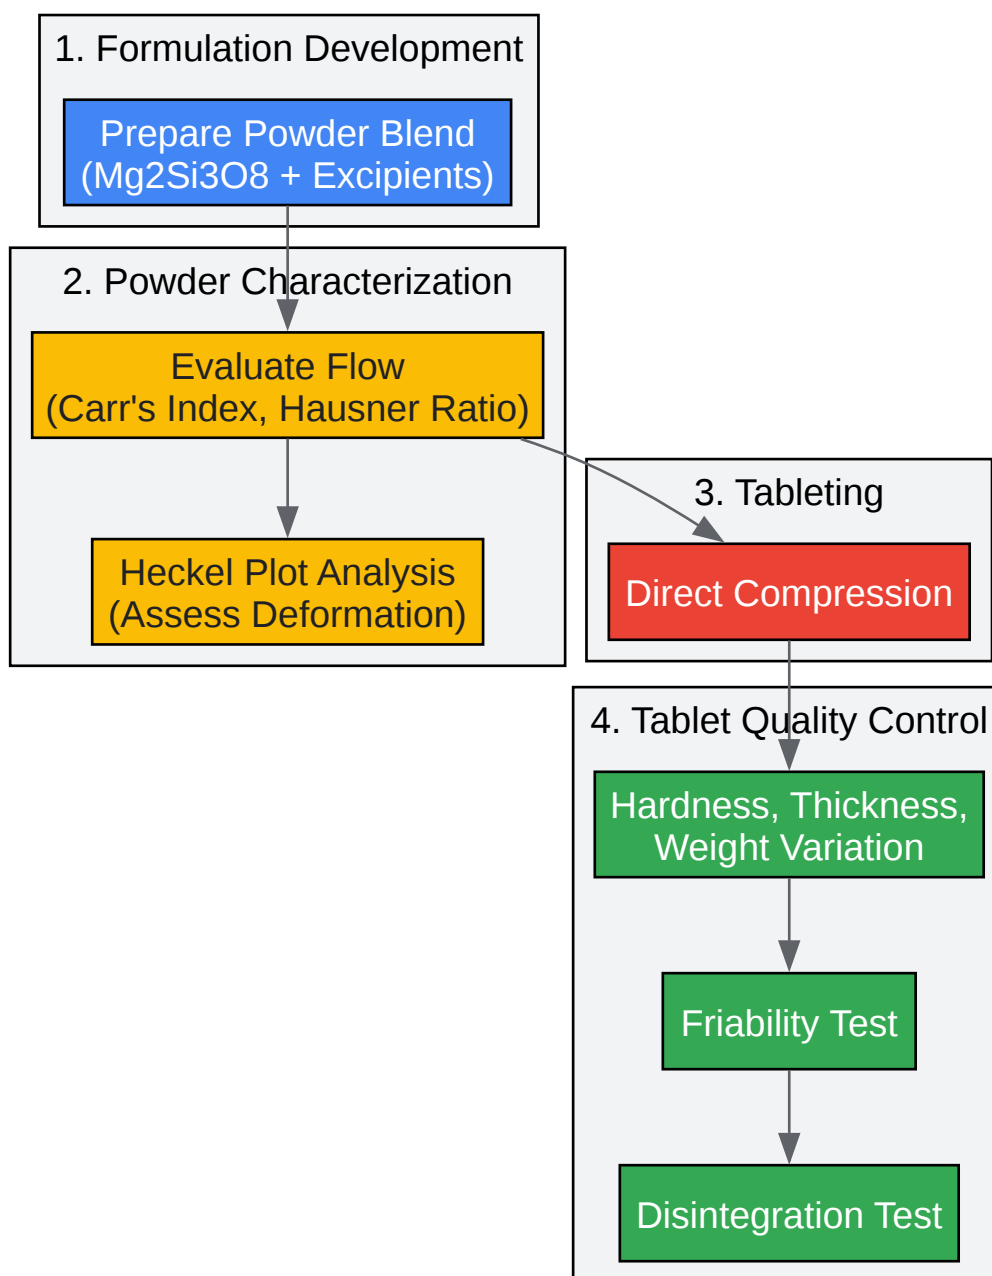 1. Formulation Development
Prepare Powder Blend
(Mg2Si3O8 + Excipients)
2. Powder Characterization
Evaluate Flow
(Carr's Index, Hausner Ratio)
Heckel Plot Analysis
(Assess Deformation)
3. Tableting
Direct Compression
4. Tablet Quality Control
Hardness, Thickness,
Weight Variation
Friability Test
Disintegration Test